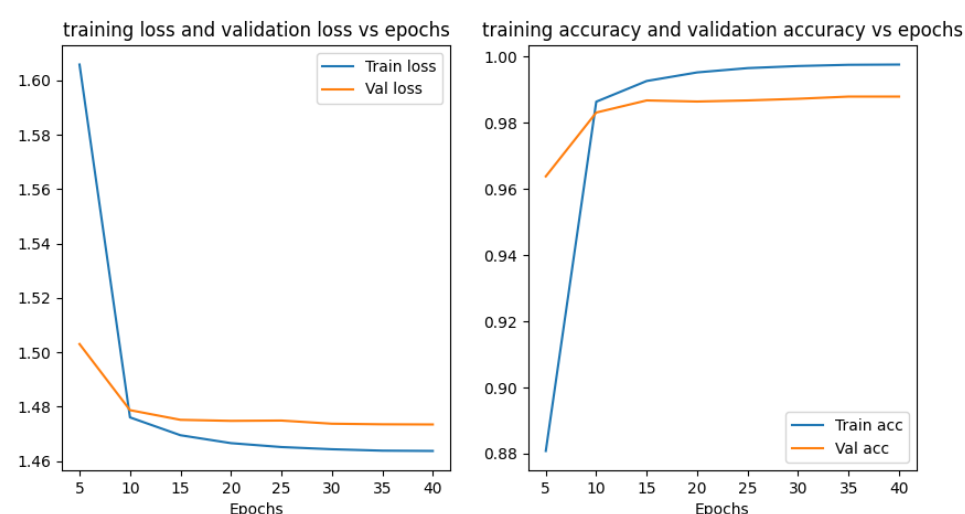 training loss and validation loss vs epochs
1.60
1.58
1.56
1.54
1.52
1.50
1.48
1.46
5 10 15 20 25 30 35 40
Epochs
Train loss
Val loss
training accuracy and validation accuracy vs epochs
1.00
0.98
0.96
0.94
0.92
0.90
0.88
5 10 15 20 25 30 35 40
Epochs
Train acc
Val acc